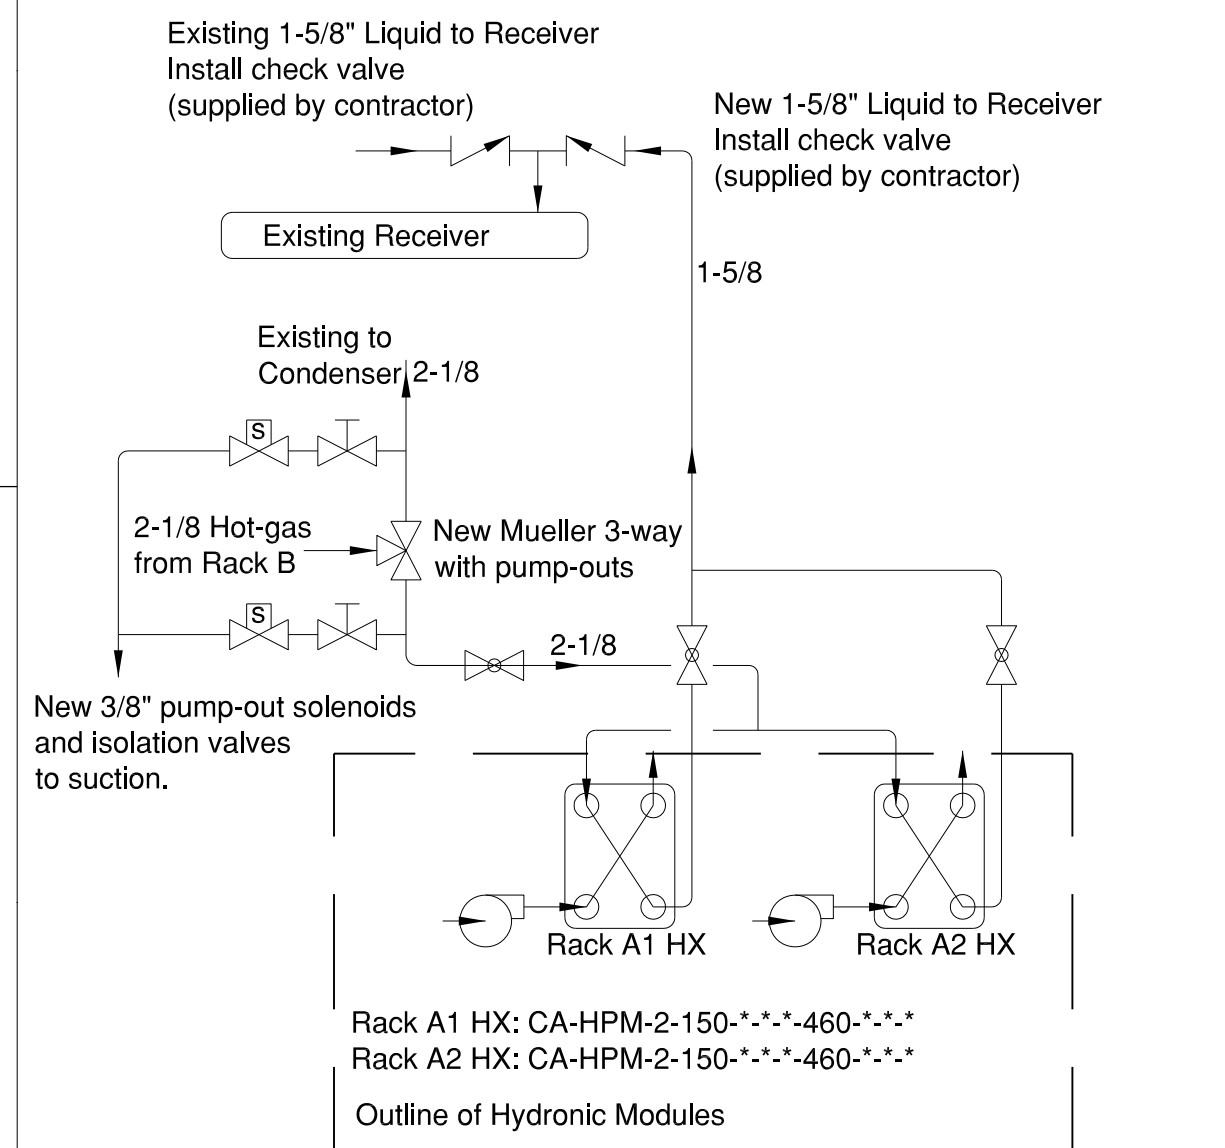 Existing 1-5/8" Liquid to Receiver
Install check valve
(supplied by contractor)
New 1-5/8" Liquid to Receiver
Install check valve
(supplied by contractor)
Existing Receiver
1-5/8
Existing to
Condenser
2-1/8
S
2-1/8 Hot-gas
from Rack B
New Mueller 3-way
with pump-outs
S
2-1/8
New 3/8" pump-out solenoids
and isolation valves
to suction.
Rack A1 HX
Rack A2 HX
Rack A1 HX: CA-HPM-2-150-*-*-*-460-*-*-*
Rack A2 HX: CA-HPM-2-150-*-*-*-460-*-*-*
Outline of Hydronic Modules